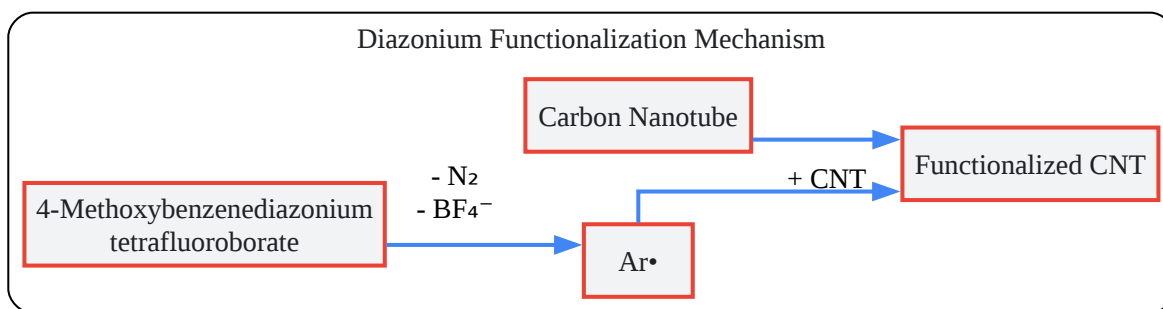 Diazonium Functionalization Mechanism
Carbon Nanotube
Functionalized CNT
- N₂
- BF₄⁻
+ CNT
4-Methoxybenzenediazonium
tetrafluoroborate
Ar•